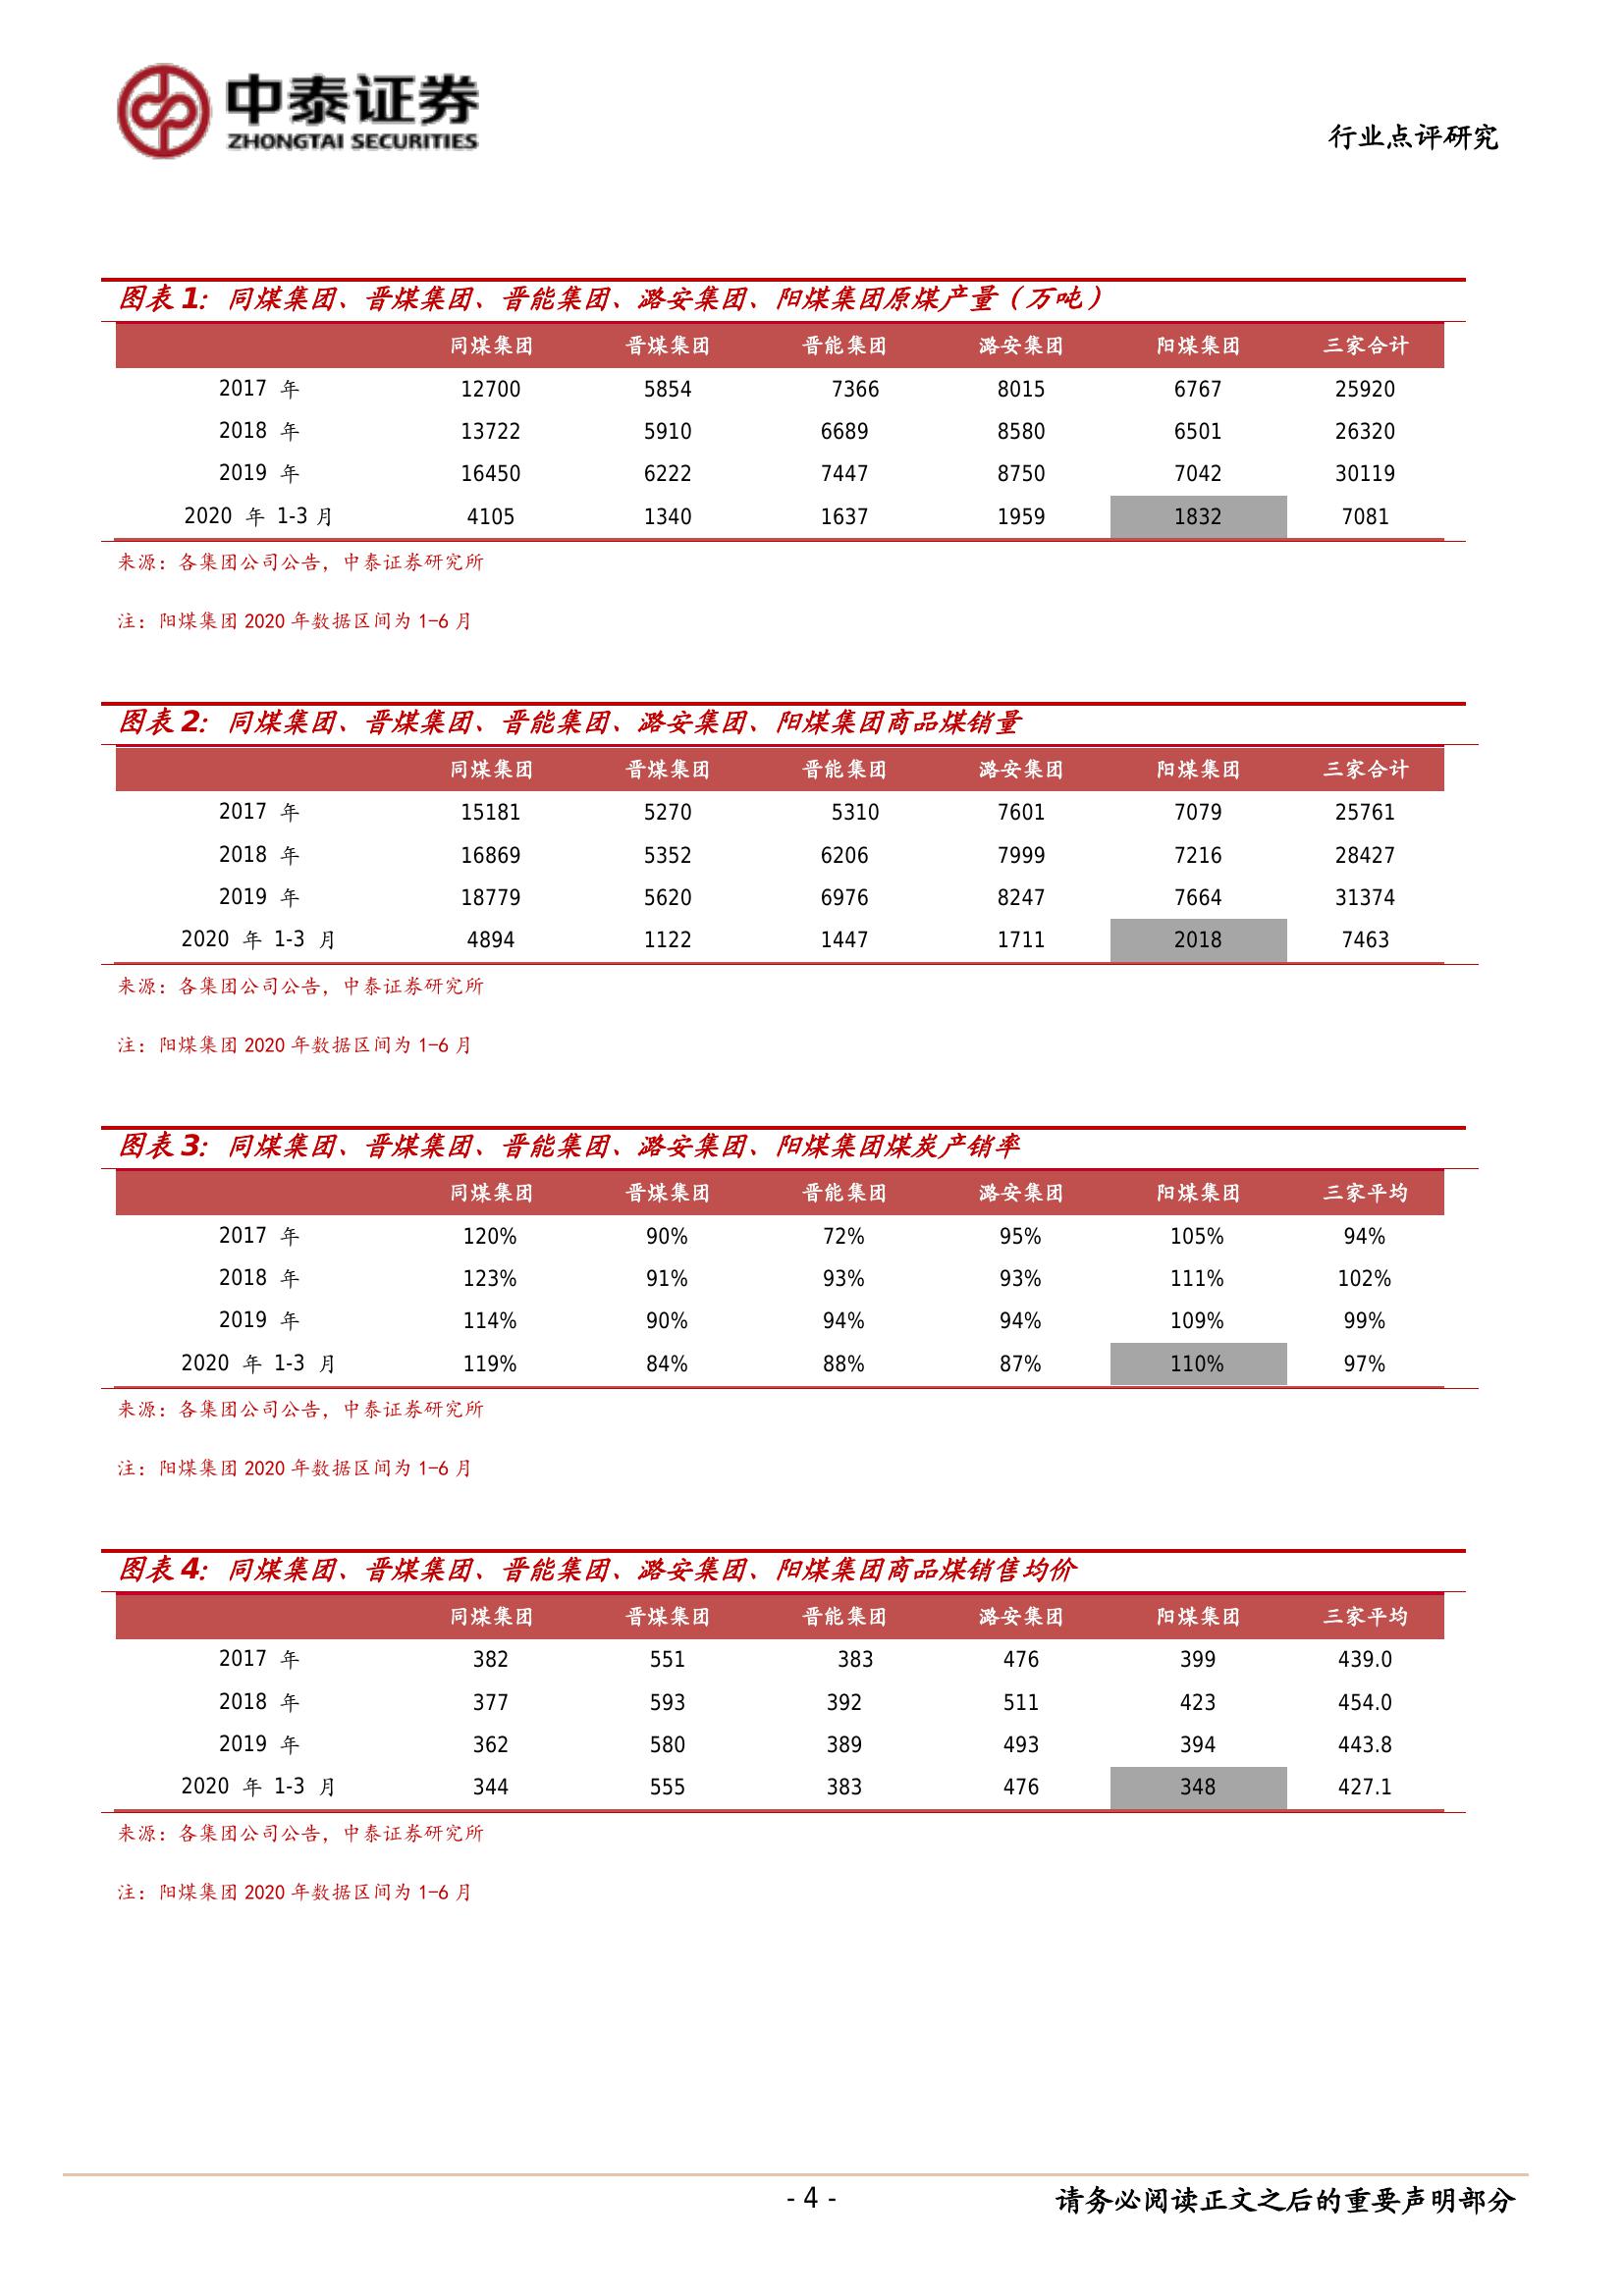 中泰证券
ZHONGTAI SECURITIES
行业点评研究
图表 1：同煤集团、晋煤集团、晋能集团、潞安集团、阳煤集团原煤产量（万吨）
同煤集团 晋煤集团 晋能集团 潞安集团 阳煤集团 三家合计
2017 年 12700 5854 7366 8015 6767 25920
2018 年 13722 5910 6689 8580 6501 26320
2019 年 16450 6222 7447 8750 7042 30119
2020 年 1-3 月 4105 1340 1637 1959 1832 7081
来源：各集团公司公告，中泰证券研究所
注：阳煤集团 2020 年数据区间为 1-6 月
图表 2：同煤集团、晋煤集团、晋能集团、潞安集团、阳煤集团商品煤销量
同煤集团 晋煤集团 晋能集团 潞安集团 阳煤集团 三家合计
2017 年 15181 5270 5310 7601 7079 25761
2018 年 16869 5352 6206 7999 7216 28427
2019 年 18779 5620 6976 8247 7664 31374
2020 年 1-3 月 4894 1122 1447 1711 2018 7463
来源：各集团公司公告，中泰证券研究所
注：阳煤集团 2020 年数据区间为 1-6 月
图表 3：同煤集团、晋煤集团、晋能集团、潞安集团、阳煤集团煤炭产销率
同煤集团 晋煤集团 晋能集团 潞安集团 阳煤集团 三家平均
2017 年 120% 90% 72% 95% 105% 94%
2018 年 123% 91% 93% 93% 111% 102%
2019 年 114% 90% 94% 94% 109% 99%
2020 年 1-3 月 119% 84% 88% 87% 110% 97%
来源：各集团公司公告，中泰证券研究所
注：阳煤集团 2020 年数据区间为 1-6 月
图表 4：同煤集团、晋煤集团、晋能集团、潞安集团、阳煤集团商品煤销售均价
同煤集团 晋煤集团 晋能集团 潞安集团 阳煤集团 三家平均
2017 年 382 551 383 476 399 439.0
2018 年 377 593 392 511 423 454.0
2019 年 362 580 389 493 394 443.8
2020 年 1-3 月 344 555 383 476 348 427.1
来源：各集团公司公告，中泰证券研究所
注：阳煤集团 2020 年数据区间为 1-6 月
- 4 - 请务必阅读正文之后的重要声明部分